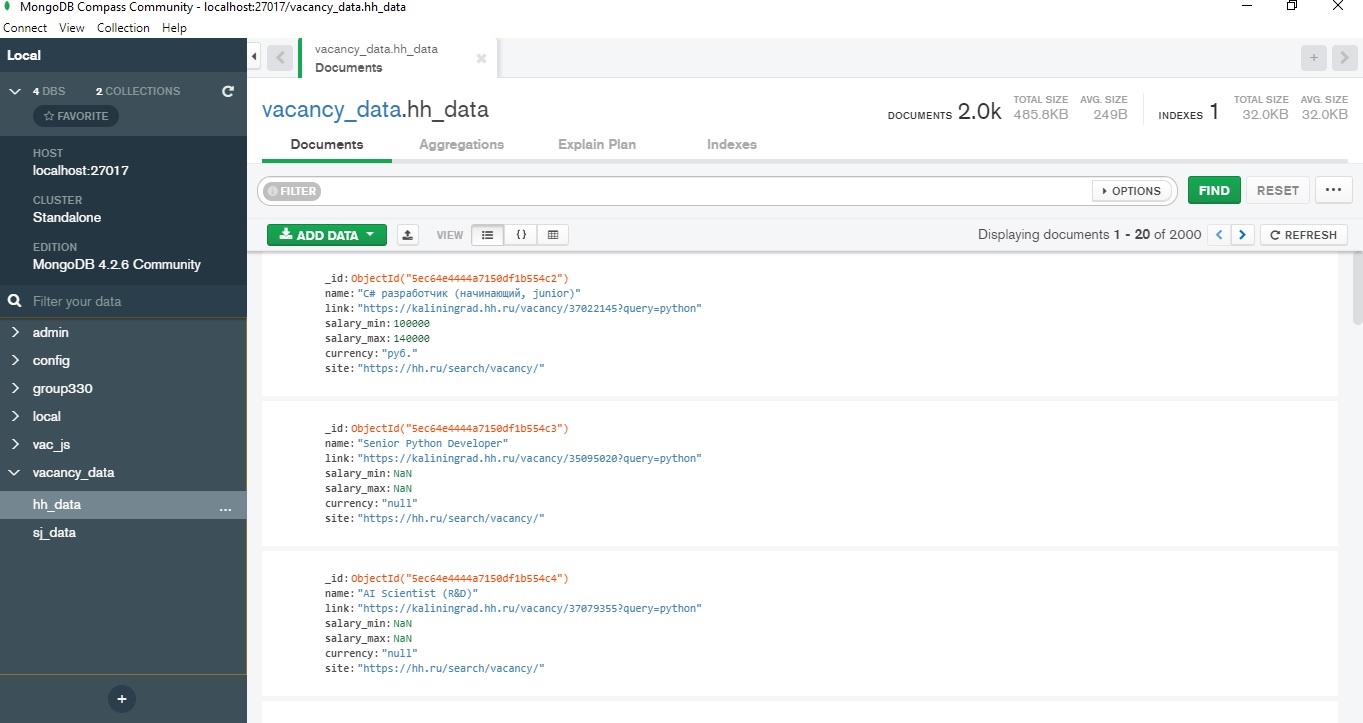 MongoDB Compass Community - localhost:27017/vacancy_data.hh_data
Connect View Collection Help
Local
4 DBS 2 COLLECTIONS
FAVORITE
HOST
localhost:27017
CLUSTER
Standalone
EDITION
MongoDB 4.2.6 Community
Filter your data
admin
config
group330
local
vac_js
vacancy_data
hh_data ...
sj_data
+
vacancy_data.hh_data
Documents
vacancy_data.hh_data
DOCUMENTS 2.0k TOTAL SIZE 485.8KB AVG. SIZE 249B INDEXES 1 TOTAL SIZE 32.0KB AVG. SIZE 32.0KB
Documents Aggregations Explain Plan Indexes
FILTER OPTIONS FIND RESET ...
ADD DATA VIEW {} Displaying documents 1 - 20 of 2000 < > REFRESH
_id: ObjectId("5ec64e4444a7150df1b554c2")
name: "C# разработчик (начинающий, junior)"
link: "https://kaliningrad.hh.ru/vacancy/37022145?query=python"
salary_min: 100000
salary_max: 140000
currency: "руб."
site: "https://hh.ru/search/vacancy/"
_id: ObjectId("5ec64e4444a7150df1b554c3")
name: "Senior Python Developer"
link: "https://kaliningrad.hh.ru/vacancy/35095020?query=python"
salary_min: NaN
salary_max: NaN
currency: "null"
site: "https://hh.ru/search/vacancy/"
_id: ObjectId("5ec64e4444a7150df1b554c4")
name: "AI Scientist (R&D)"
link: "https://kaliningrad.hh.ru/vacancy/37079355?query=python"
salary_min: NaN
salary_max: NaN
currency: "null"
site: "https://hh.ru/search/vacancy/"